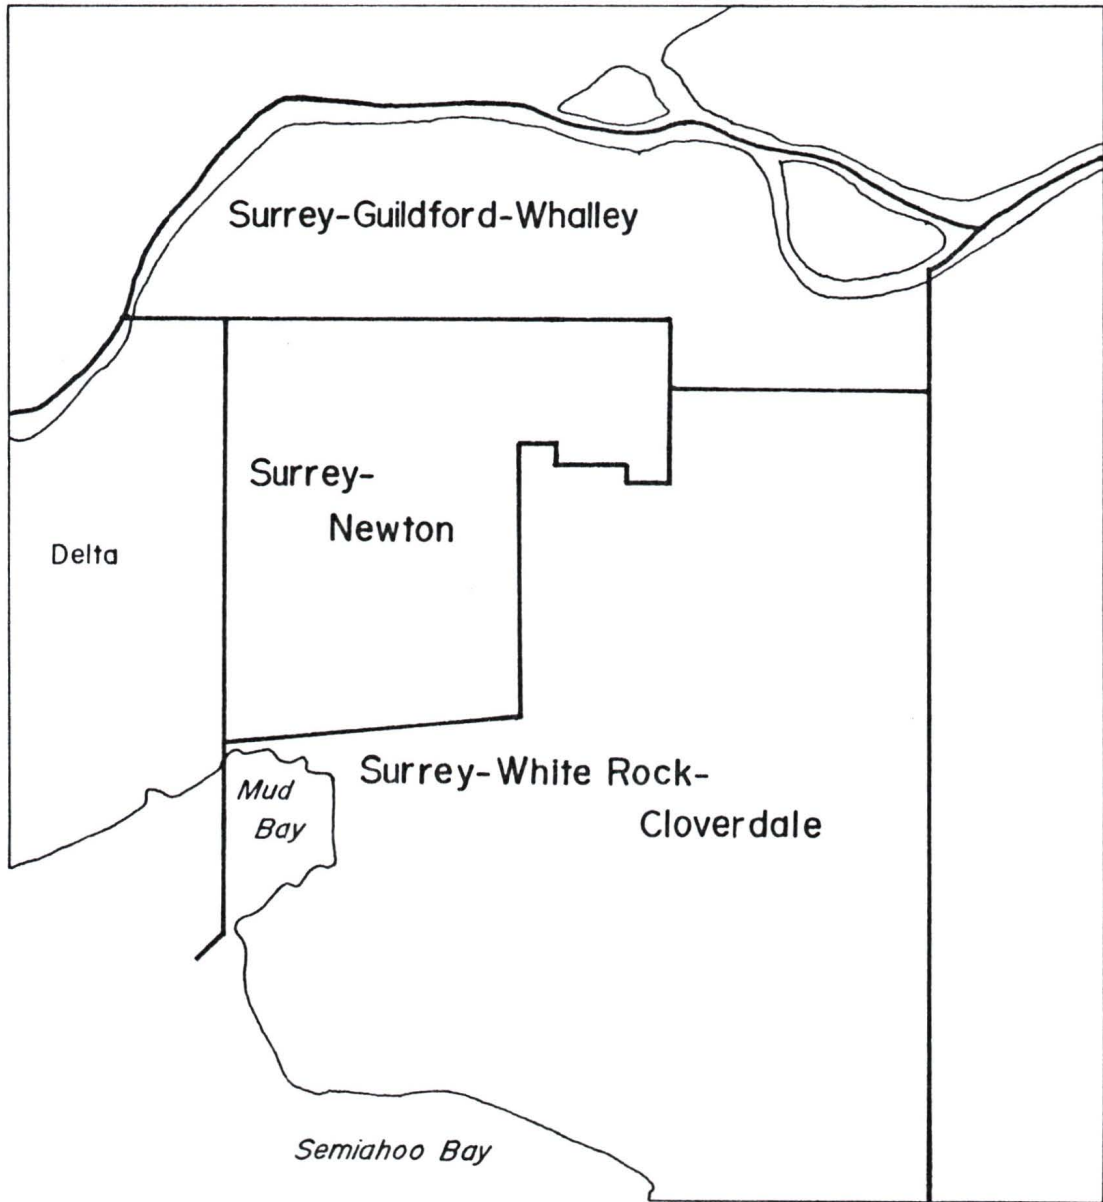 Surrey-Guildford-Whalley
Surrey-
Newton
Delta
Surrey-White Rock-
Cloverdale
Mud
Bay
Semiahoo Bay